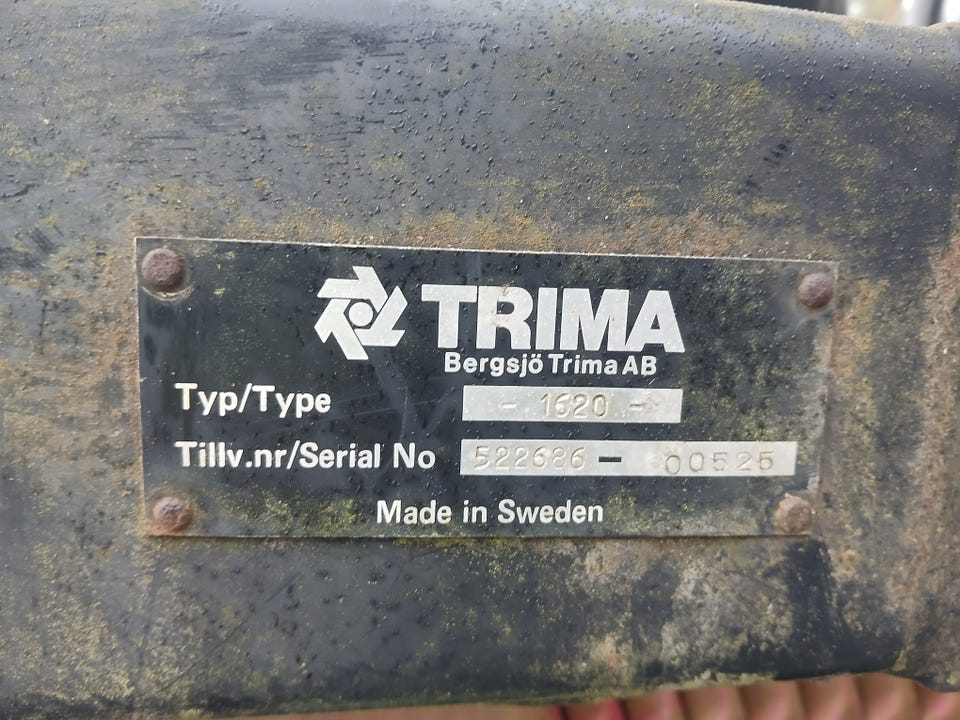 TRIMA
Bergsjö Trima AB
Typ/Type - 1620 -
Tillv.nr/Serial No 522686 - 00525
Made in Sweden